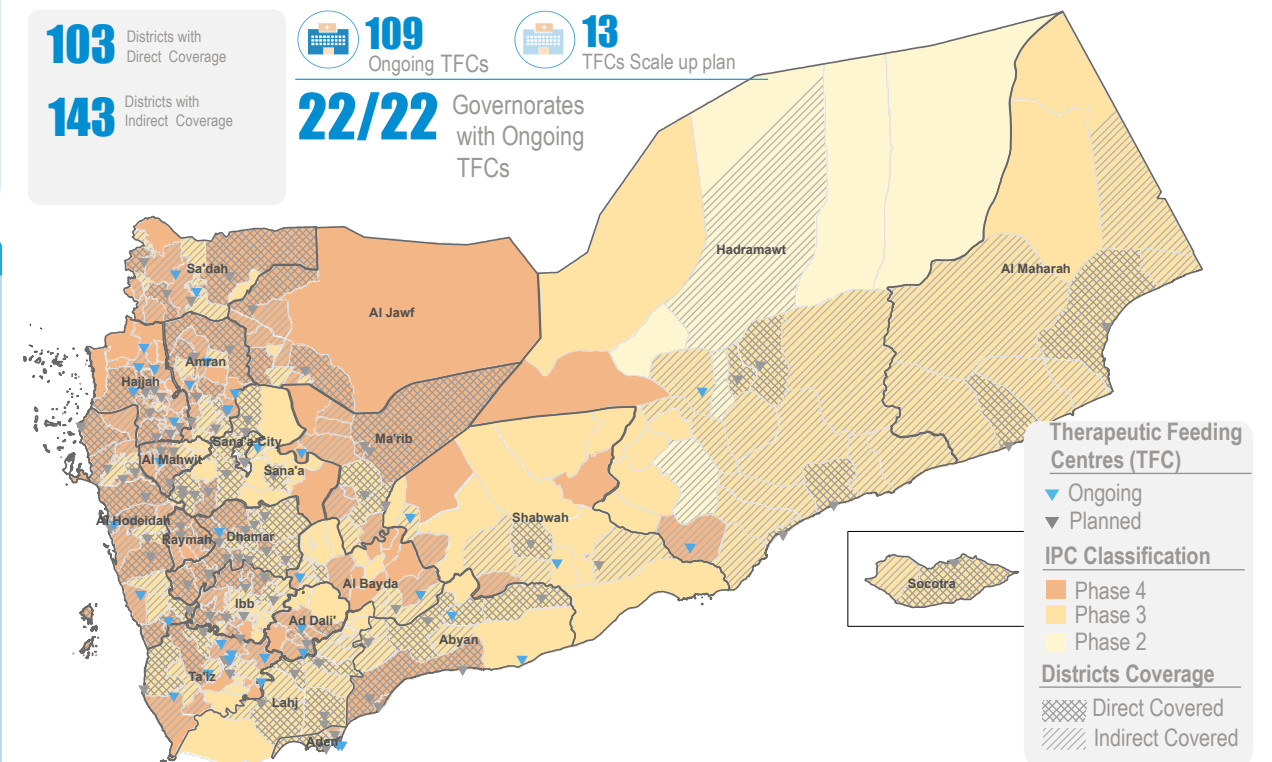 103
Districts with
Direct Coverage
143
Districts with
Indirect Coverage
109
Ongoing TFCs
13
TFCs Scale up plan
22/22
Governorates
with Ongoing
TFCs
Hadramawt
Al Maharah
Sa'dah
Al Jawf
Amran
Hajjah
Ma'rib
Sana'a City
Al Mahwit
Sana'a
Shabwah
Al Hodeidah
Raymah
Dhamar
Al Bayda
Socotra
Ibb
Ad Dali'
Abyan
Ta'iz
Lahj
Aden
Therapeutic Feeding
Centres (TFC)
Ongoing
Planned
IPC Classification
Phase 4
Phase 3
Phase 2
Districts Coverage
Direct Covered
Indirect Covered